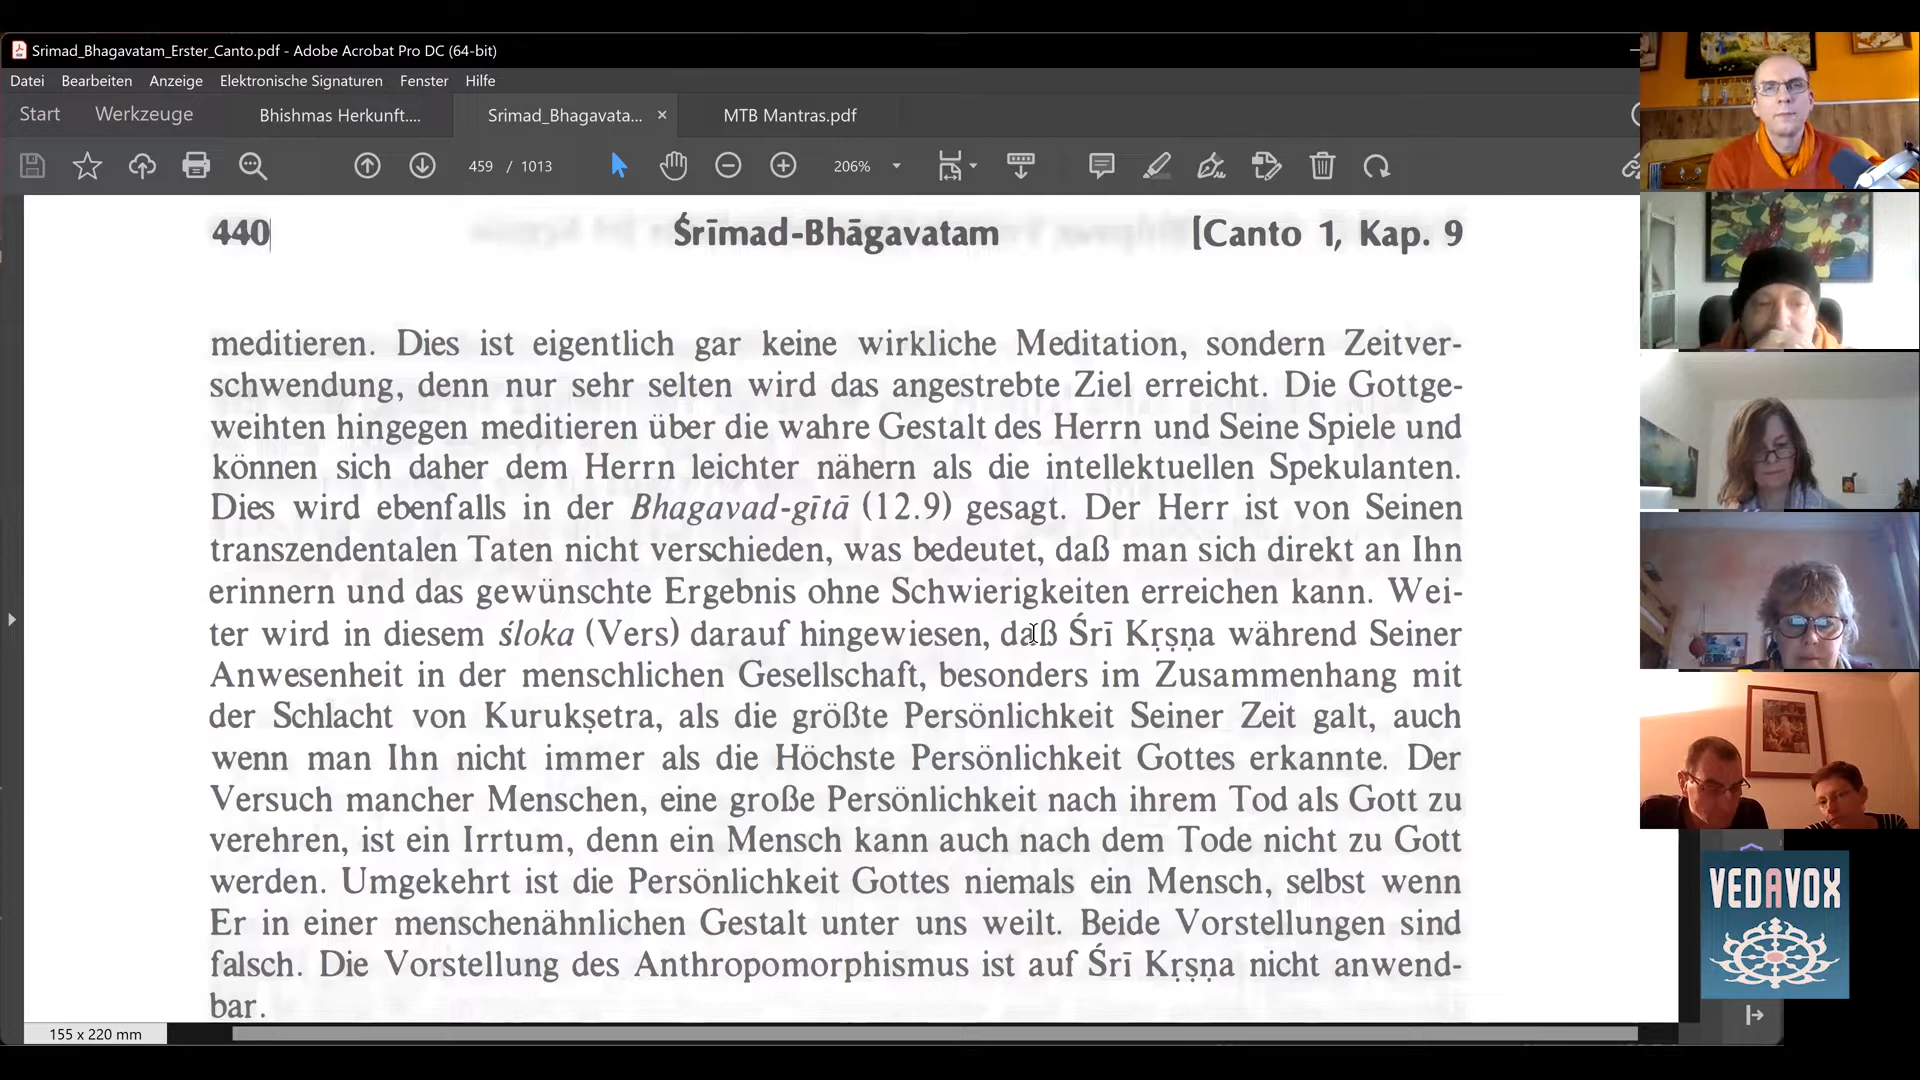 Srimad_Bhagavatam_Erster_Canto.pdf - Adobe Acrobat Pro DC (64-bit)
Datei Bearbeiten Anzeige Elektronische Signaturen Fenster Hilfe
Start Werkzeuge Bhishmas Herkunft.... Srimad_Bhagavata... × MTB Mantras.pdf
459 / 1013 206%
440 Śrīmad-Bhāgavatam [Canto 1, Kap. 9
meditieren. Dies ist eigentlich gar keine wirkliche Meditation, sondern Zeitver-
schwendung, denn nur sehr selten wird das angestrebte Ziel erreicht. Die Gottge-
weihten hingegen meditieren über die wahre Gestalt des Herrn und Seine Spiele und
können sich daher dem Herrn leichter nähern als die intellektuellen Spekulanten.
Dies wird ebenfalls in der Bhagavad-gītā (12.9) gesagt. Der Herr ist von Seinen
transzendentalen Taten nicht verschieden, was bedeutet, daß man sich direkt an Ihn
erinnern und das gewünschte Ergebnis ohne Schwierigkeiten erreichen kann. Wei-
ter wird in diesem śloka (Vers) darauf hingewiesen, daß Śrī Kṛṣṇa während Seiner
Anwesenheit in der menschlichen Gesellschaft, besonders im Zusammenhang mit
der Schlacht von Kurukṣetra, als die größte Persönlichkeit Seiner Zeit galt, auch
wenn man Ihn nicht immer als die Höchste Persönlichkeit Gottes erkannte. Der
Versuch mancher Menschen, eine große Persönlichkeit nach ihrem Tod als Gott zu
verehren, ist ein Irrtum, denn ein Mensch kann auch nach dem Tode nicht zu Gott
werden. Umgekehrt ist die Persönlichkeit Gottes niemals ein Mensch, selbst wenn
Er in einer menschenähnlichen Gestalt unter uns weilt. Beide Vorstellungen sind
falsch. Die Vorstellung des Anthropomorphismus ist auf Śrī Kṛṣṇa nicht anwend-
bar.
155 x 220 mm
VEDAVOX